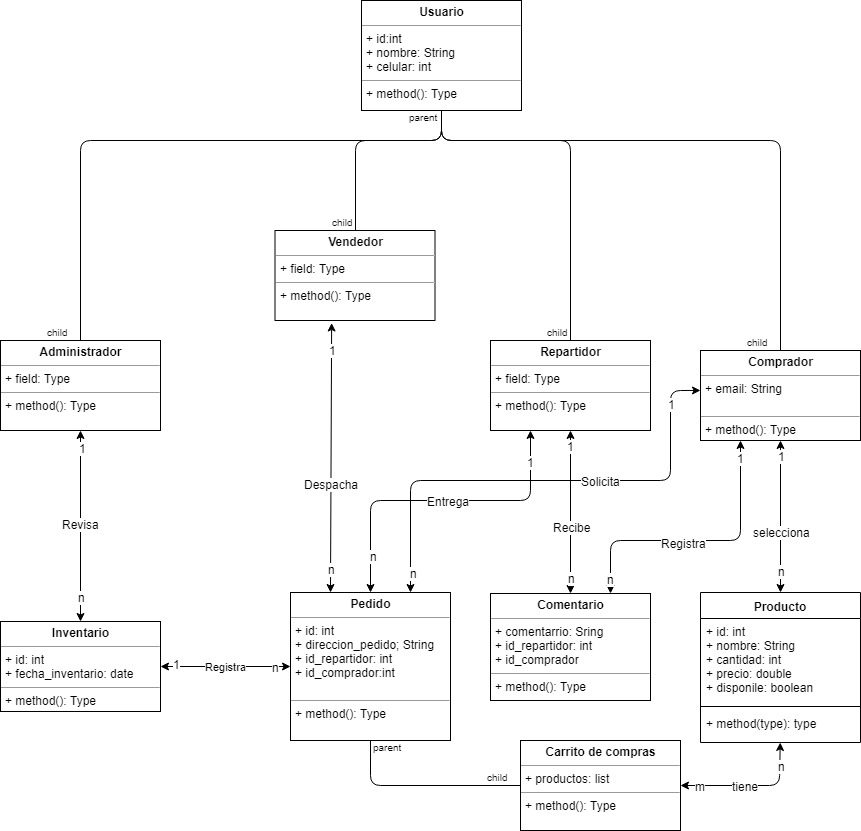 Usuario
+ id:int
+ nombre: String
+ celular: int
+ method(): Type
parent
child
Vendedor
+ field: Type
+ method(): Type
child
Administrador
+ field: Type
+ method(): Type
child
Repartidor
+ field: Type
+ method(): Type
child
Comprador
+ email: String
+ method(): Type
1
Despacha
n
1
Revisa
n
1
Entrega
n
1
Recibe
n
1
Solicita
n
1
Registra
n
1
selecciona
n
Inventario
+ id: int
+ fecha_inventario: date
+ method(): Type
1
Registra
n
Pedido
+ id: int
+ direccion_pedido; String
+ id_repartidor: int
+ id_comprador:int
+ method(): Type
Comentario
+ comentarrio: Sring
+ id_repartidor: int
+ id_comprador
+ method(): Type
Producto
+ id: int
+ nombre: String
+ cantidad: int
+ precio: double
+ disponile: boolean
+ method(type): type
parent
child
Carrito de compras
+ productos: list
+ method(): Type
m
tiene
n